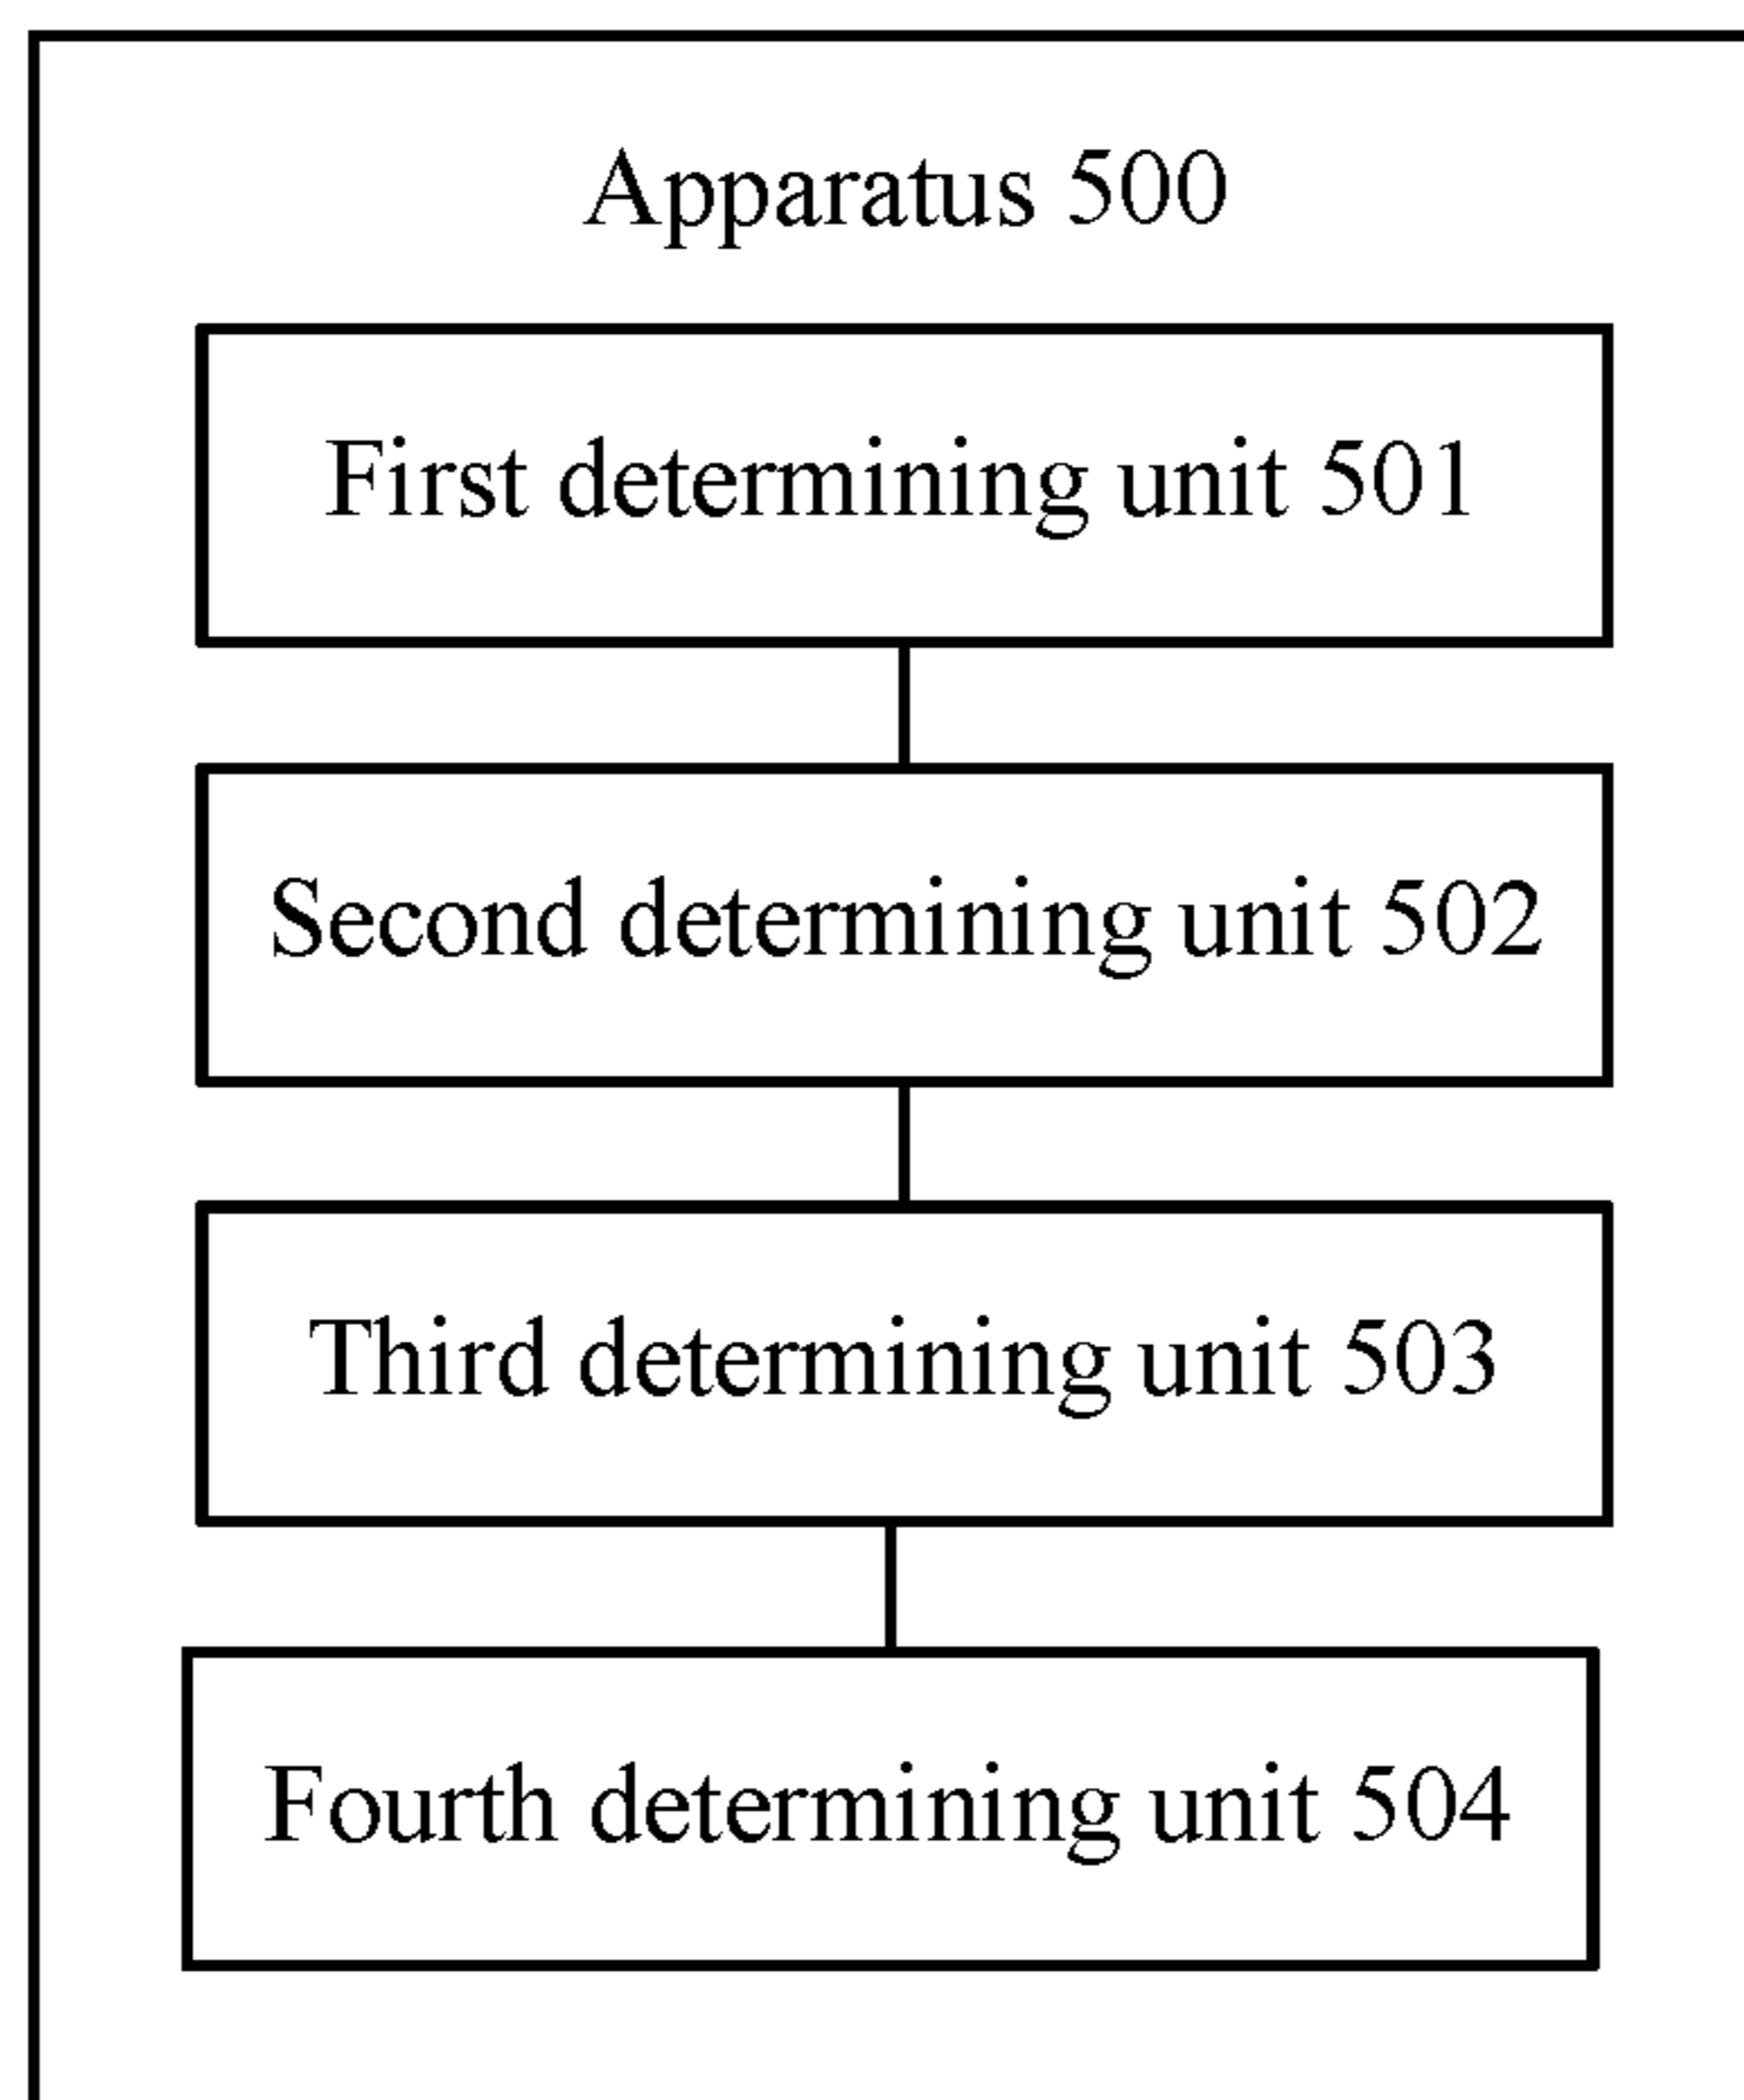 Apparatus 500
First determining unit 501
Second determining unit 502
Third determining unit 503
Fourth determining unit 504